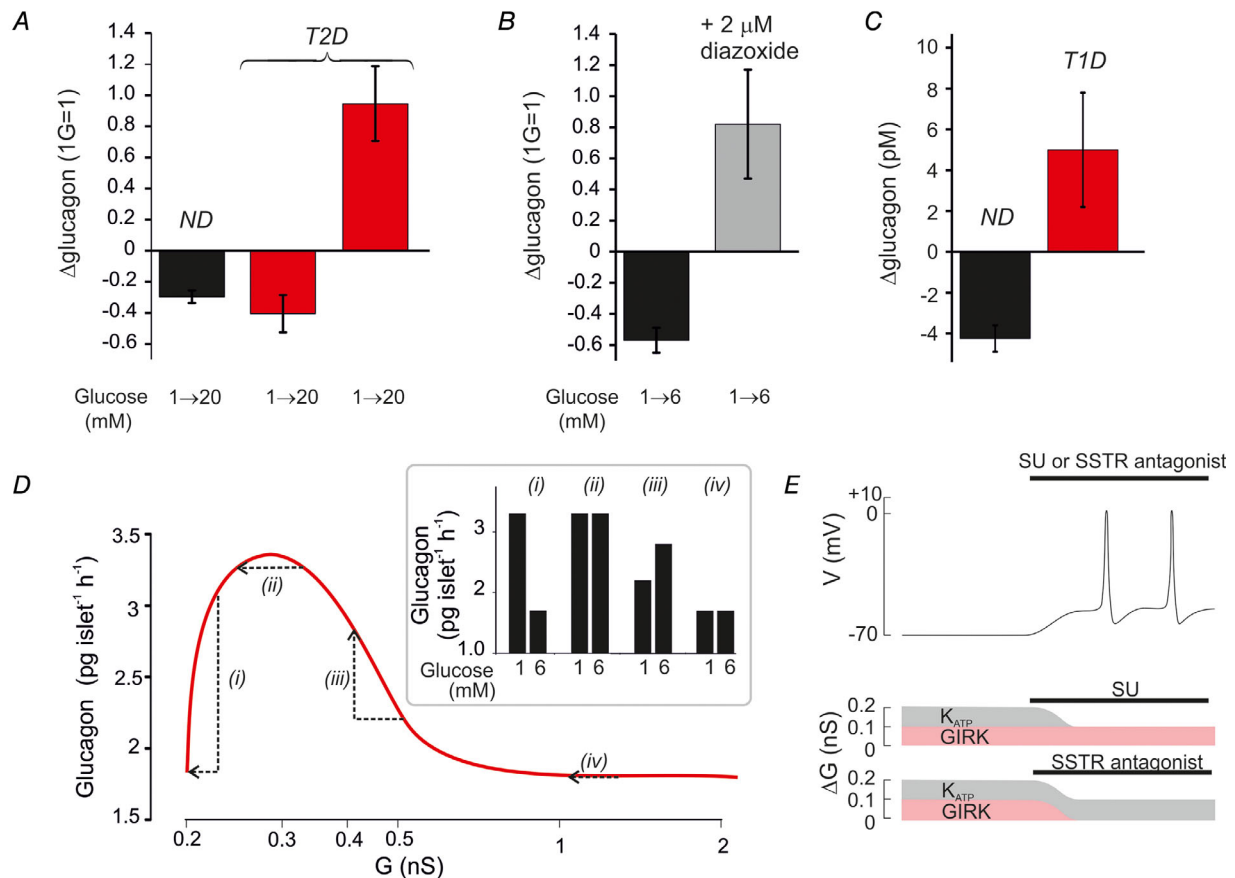 A
T2D
Δglucagon (1G=1)
1.4
1.2
1.0
0.8
0.6
0.4
0.2
0
-0.2
-0.4
-0.6
ND
Glucose (mM)
1→20
1→20
1→20
B
+ 2 μM
diazoxide
Δglucagon (1G=1)
1.4
1.2
1.0
0.8
0.6
0.4
0.2
0
-0.2
-0.4
-0.6
Glucose (mM)
1→6
1→6
C
T1D
Δglucagon (pM)
10
8
6
4
2
0
-2
-4
ND
D
Glucagon (pg islet⁻¹ h⁻¹)
3.5
3
2.5
2
1.5
(i)
(ii)
(iii)
(iv)
0.2
0.3
0.4
0.5
1
2
G (nS)
(i)
(ii)
(iii)
(iv)
Glucagon
(pg islet⁻¹ h⁻¹)
3
2
1.0
Glucose
(mM)
1 6
1 6
1 6
1 6
E
SU or SSTR antagonist
V (mV)
+10
0
-70
SU
ΔG (nS)
0.2
0.1
0
KATP
GIRK
SSTR antagonist
0.2
0.1
0
KATP
GIRK